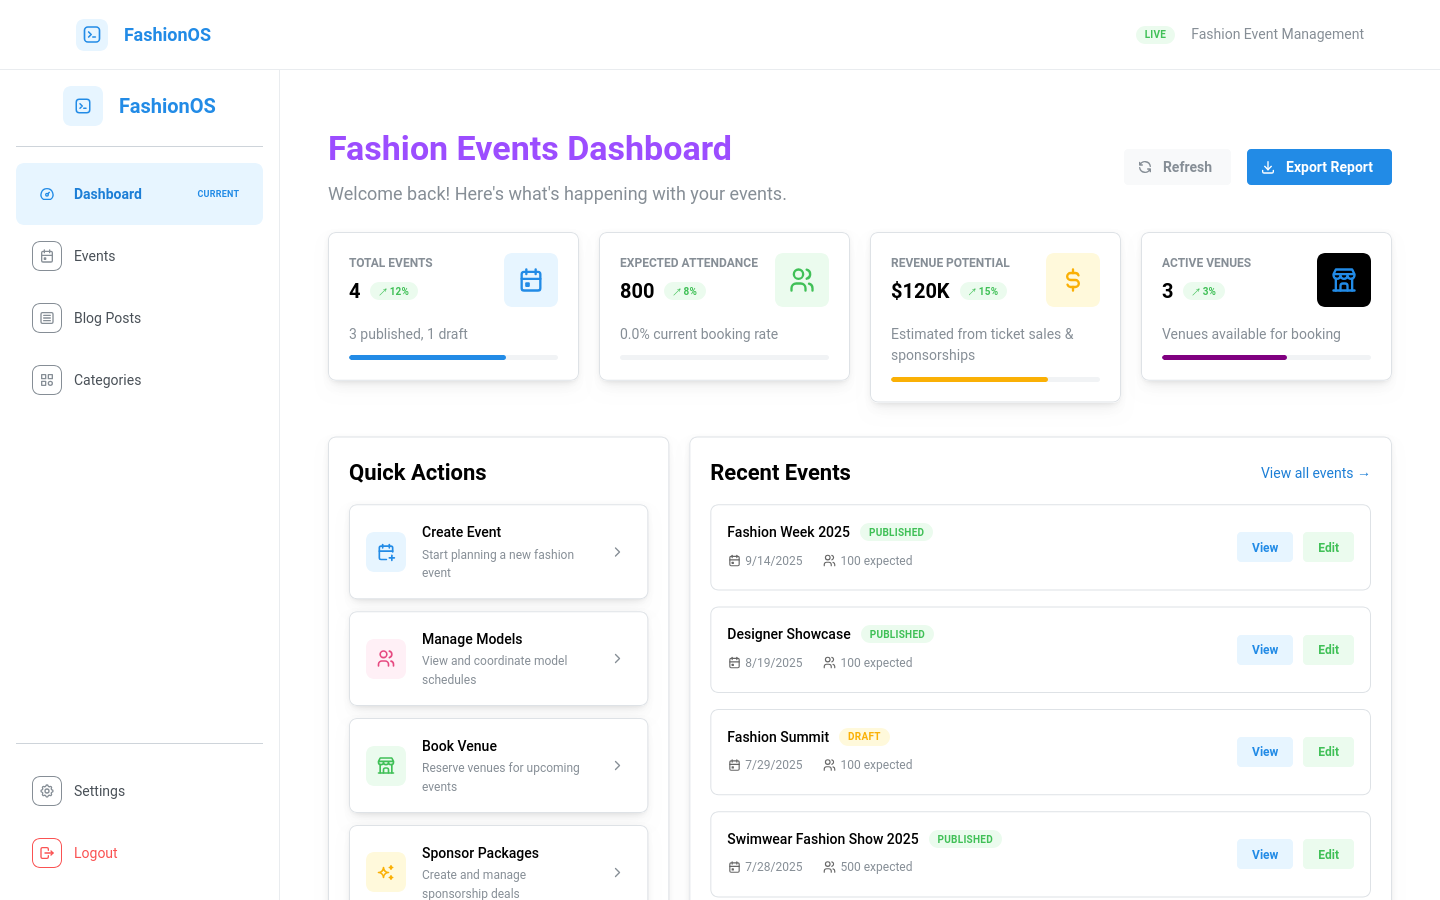 FashionOS
LIVE
Fashion Event Management
FashionOS
Dashboard
CURRENT
Events
Blog Posts
Categories
Settings
Logout
Fashion Events Dashboard
Welcome back! Here's what's happening with your events.
Refresh
Export Report
TOTAL EVENTS
4
↗ 12%
3 published, 1 draft
EXPECTED ATTENDANCE
800
↗ 8%
0.0% current booking rate
REVENUE POTENTIAL
$120K
↗ 15%
Estimated from ticket sales &
sponsorships
ACTIVE VENUES
3
↗ 3%
Venues available for booking
Quick Actions
Create Event
Start planning a new fashion
event
Manage Models
View and coordinate model
schedules
Book Venue
Reserve venues for upcoming
events
Sponsor Packages
Create and manage
sponsorship deals
Recent Events
View all events →
Fashion Week 2025
PUBLISHED
9/14/2025
100 expected
View
Edit
Designer Showcase
PUBLISHED
8/19/2025
100 expected
View
Edit
Fashion Summit
DRAFT
7/29/2025
100 expected
View
Edit
Swimwear Fashion Show 2025
PUBLISHED
7/28/2025
500 expected
View
Edit